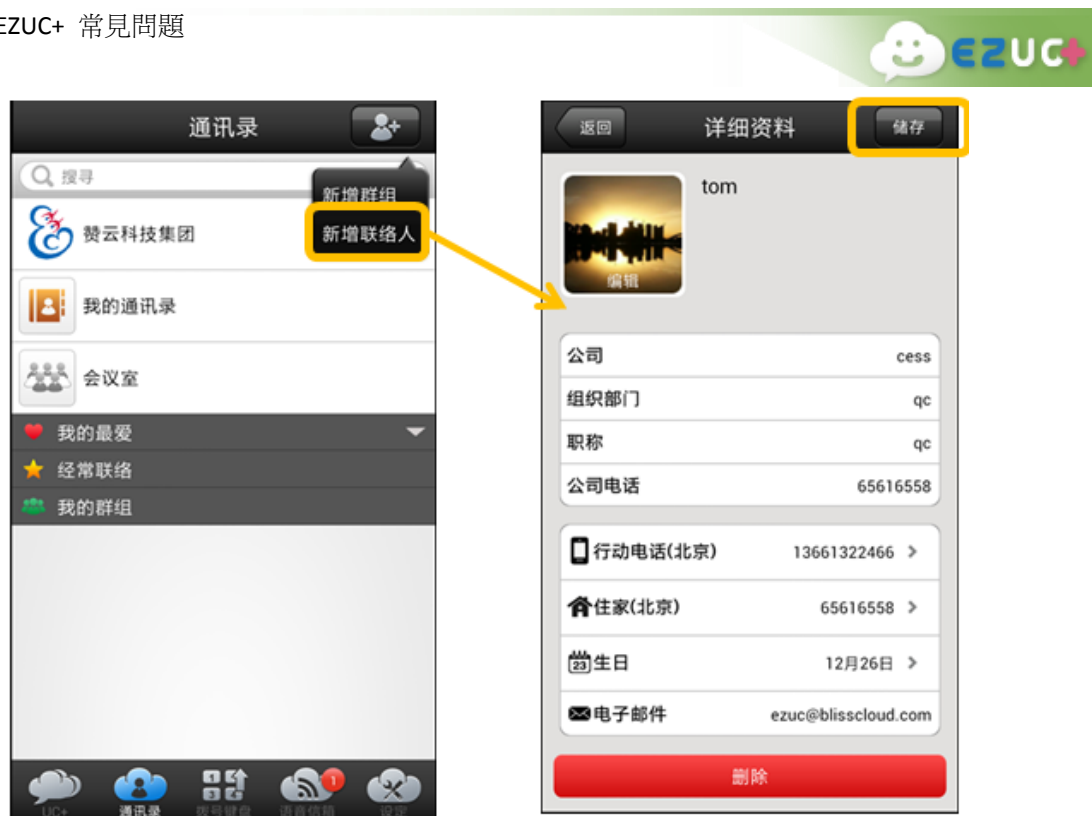 EZUC+ 常見問題
EZUC+
通讯录
搜寻
新增群组
赞云科技集团
新增联络人
我的通讯录
会议室
我的最爱
经常联络
我的群组
UC+
通讯录
拨号键盘
1
语音信箱
设定
返回
详细资料
储存
tom
编辑
公司 cess
组织部门 qc
职称 qc
公司电话 65616558
行动电话(北京) 13661322466
住家(北京) 65616558
23 生日 12月26日
电子邮件 ezuc@blisscloud.com
删除